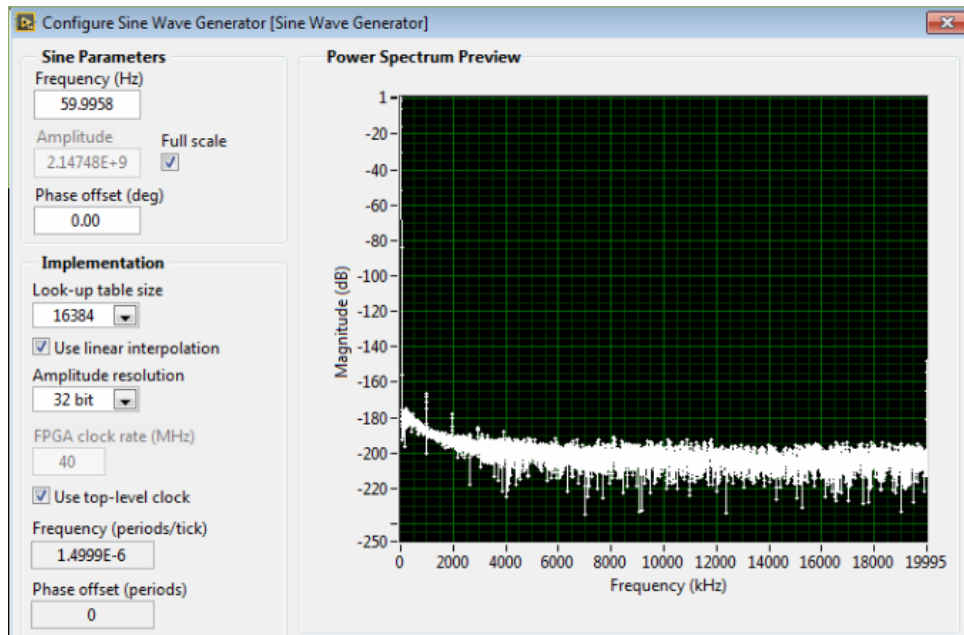 Configure Sine Wave Generator [Sine Wave Generator]
Sine Parameters
Frequency (Hz)
59.9958
Amplitude
Full scale
2.14748E+9
Phase offset (deg)
0.00
Implementation
Look-up table size
16384
Use linear interpolation
Amplitude resolution
32 bit
FPGA clock rate (MHz)
40
Use top-level clock
Frequency (periods/tick)
1.4999E-6
Phase offset (periods)
0
Power Spectrum Preview
Magnitude (dB)
1
-20
-40
-60
-80
-100
-120
-140
-160
-180
-200
-220
-250
0 2000 4000 6000 8000 10000 12000 14000 16000 18000 19995
Frequency (kHz)